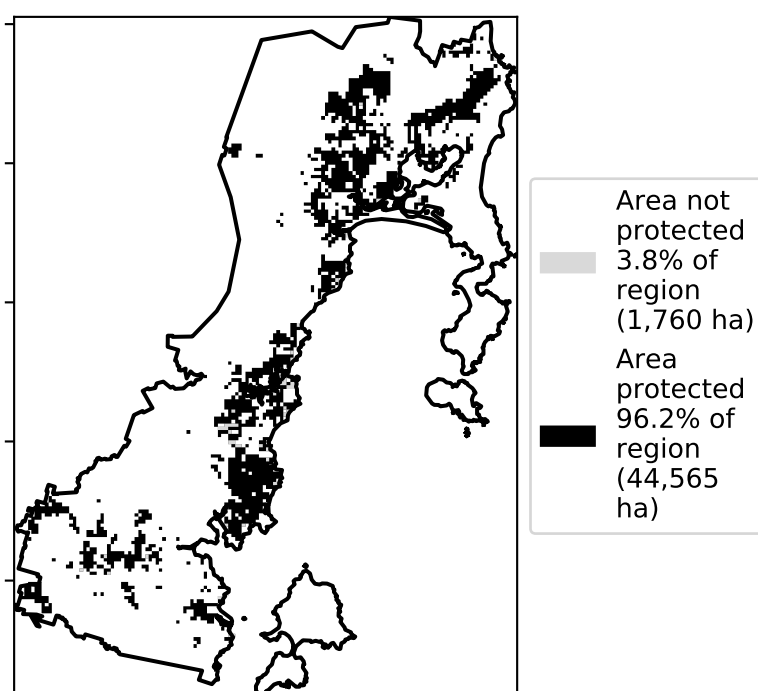 Area not
protected
3.8% of
region
(1,760 ha)
Area
protected
96.2% of
region
(44,565
ha)